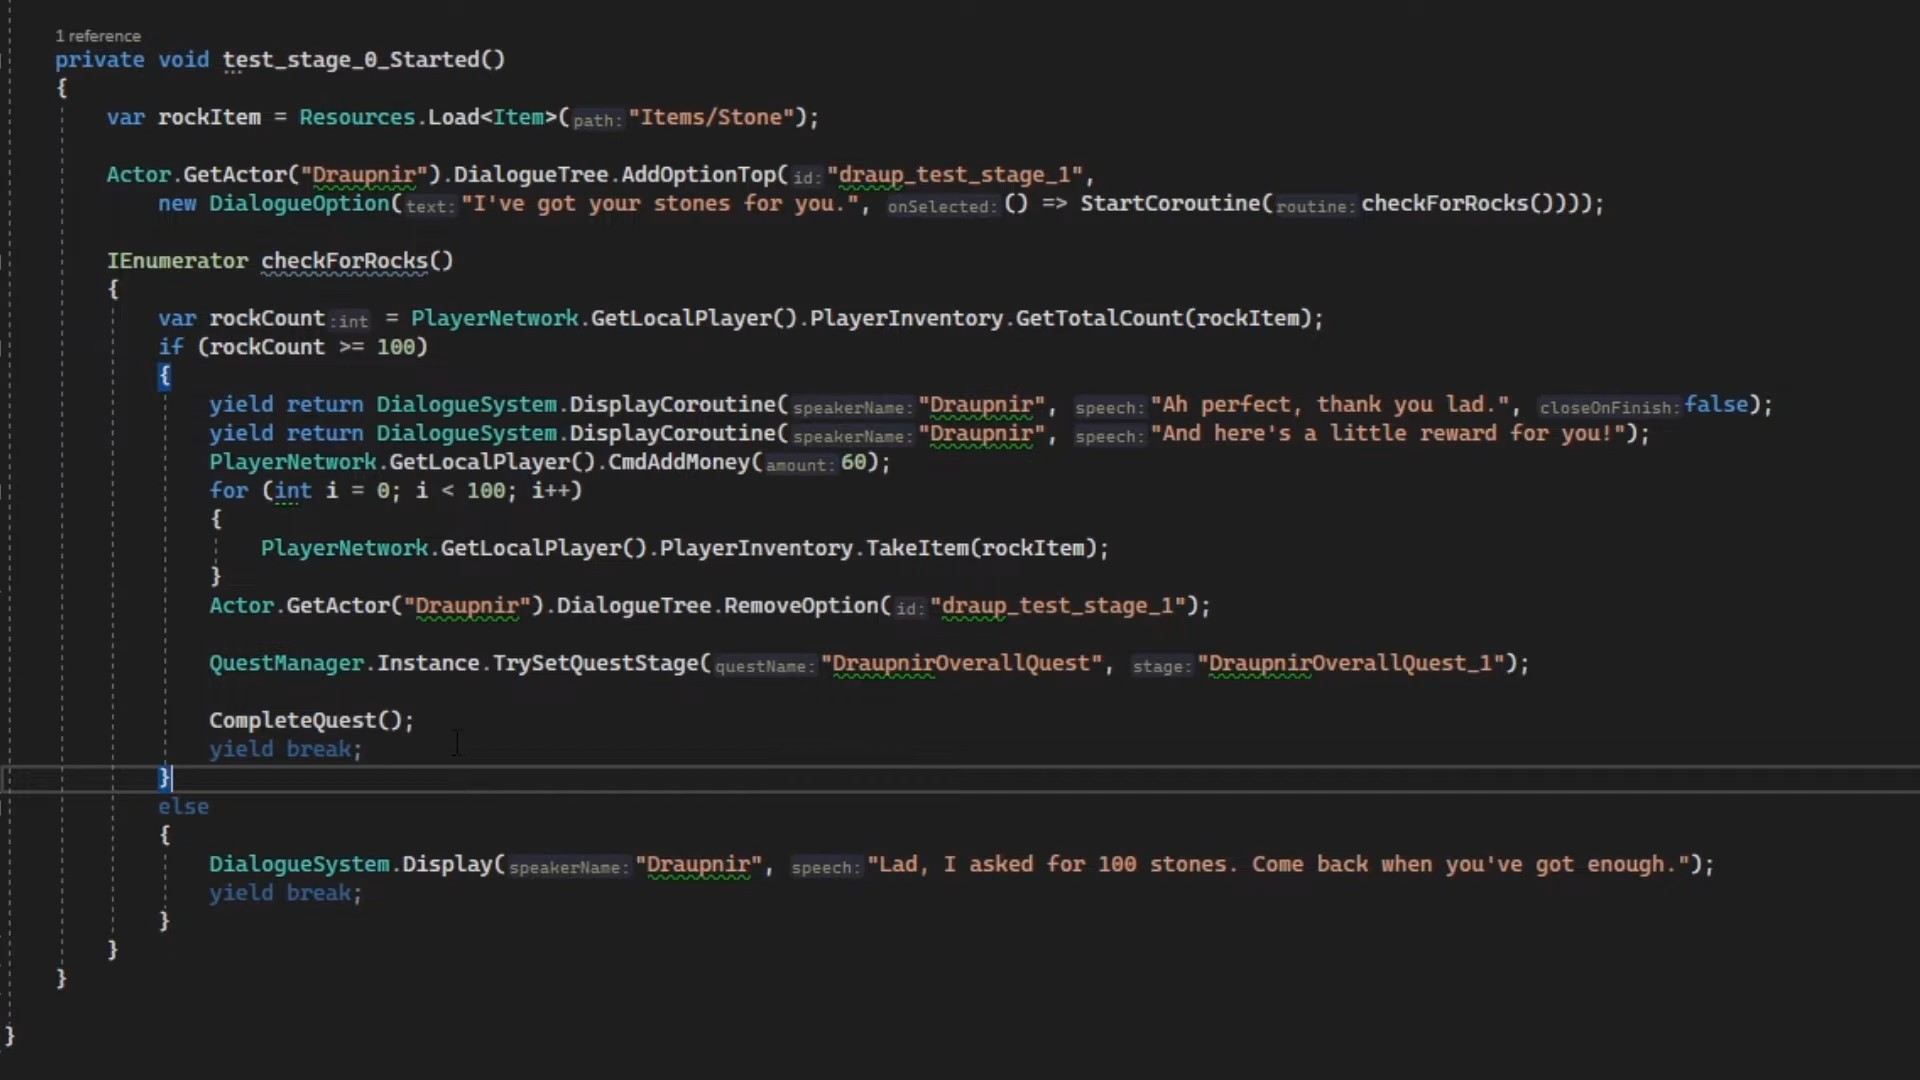 1 reference
private void test_stage_0_Started()
{
var rockItem = Resources.Load<Item>(path: "Items/Stone");
Actor.GetActor("Draupnir").DialogueTree.AddOptionTop(id: "draup_test_stage_1",
new DialogueOption(text: "I've got your stones for you.", onSelected: () => StartCoroutine(routine: checkForRocks())));
IEnumerator checkForRocks()
{
var rockCount :int = PlayerNetwork.GetLocalPlayer().PlayerInventory.GetTotalCount(rockItem);
if (rockCount >= 100)
{
yield return DialogueSystem.DisplayCoroutine(speakerName: "Draupnir", speech: "Ah perfect, thank you lad.", closeOnFinish: false);
yield return DialogueSystem.DisplayCoroutine(speakerName: "Draupnir", speech: "And here's a little reward for you!");
PlayerNetwork.GetLocalPlayer().CmdAddMoney(amount: 60);
for (int i = 0; i < 100; i++)
{
PlayerNetwork.GetLocalPlayer().PlayerInventory.TakeItem(rockItem);
}
Actor.GetActor("Draupnir").DialogueTree.RemoveOption(id: "draup_test_stage_1");
QuestManager.Instance.TrySetQuestStage(questName: "DraupnirOverallQuest", stage: "DraupnirOverallQuest_1");
CompleteQuest();
yield break;
}
else
{
DialogueSystem.Display(speakerName: "Draupnir", speech: "Lad, I asked for 100 stones. Come back when you've got enough.");
yield break;
}
}
}
}